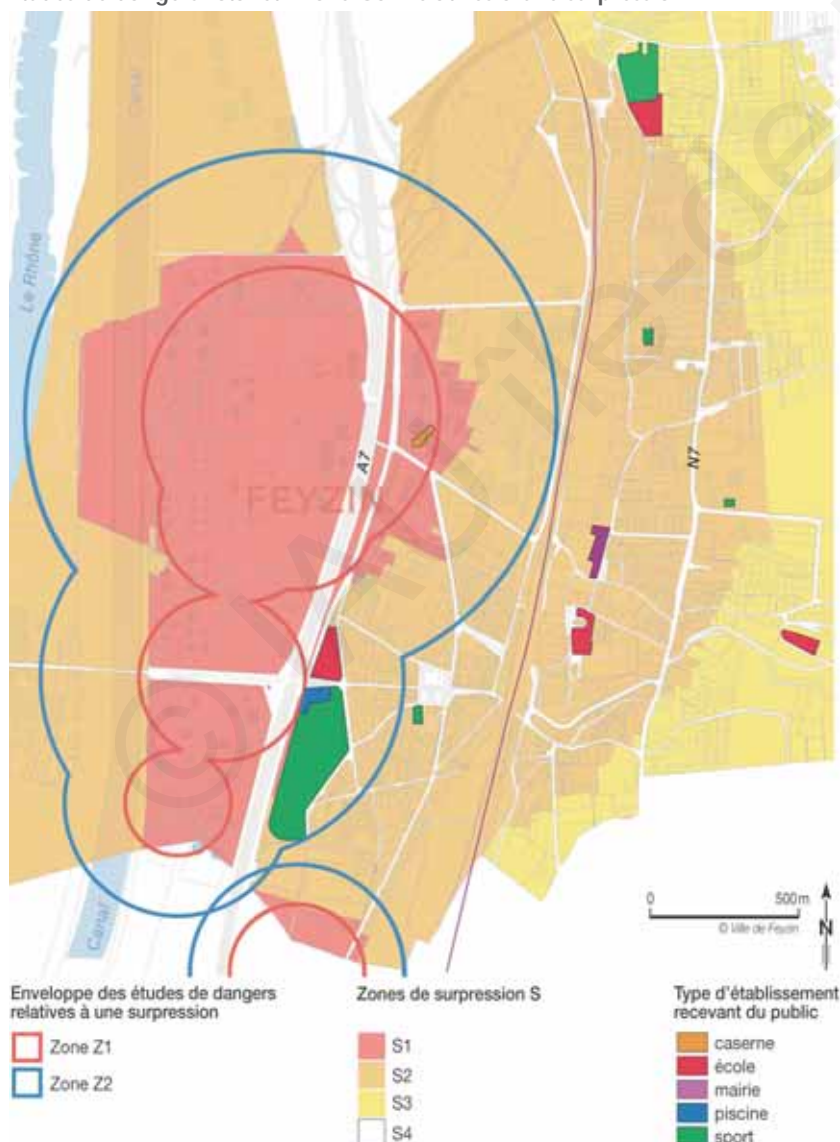 Le Rhône
Canal
A7
N7
FEYZIN
Canal
0 500 m
© Ville de Feyzin
N
Enveloppe des études de dangers
relatives à une surpression
Zone Z1
Zone Z2
Zones de surpression S
S1
S2
S3
S4
Type d'établissement
recevant du public
caserne
école
mairie
piscine
sport